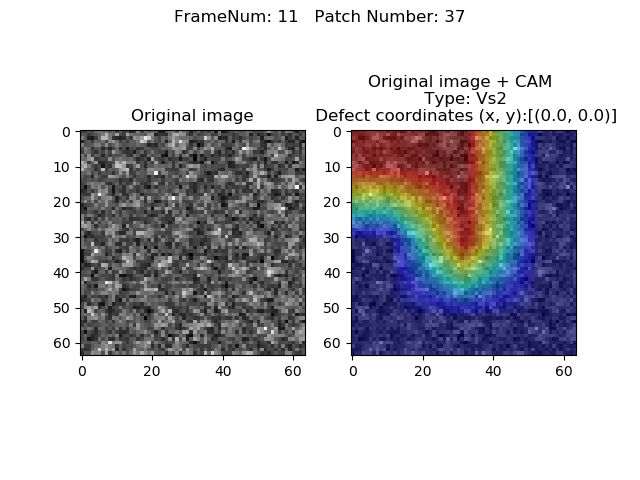 FrameNum: 11   Patch Number: 37
Original image
0
10
20
30
40
50
60
0 20 40 60
Original image + CAM
Type: Vs2
Defect coordinates (x, y):[(0.0, 0.0)]
0
10
20
30
40
50
60
0 20 40 60